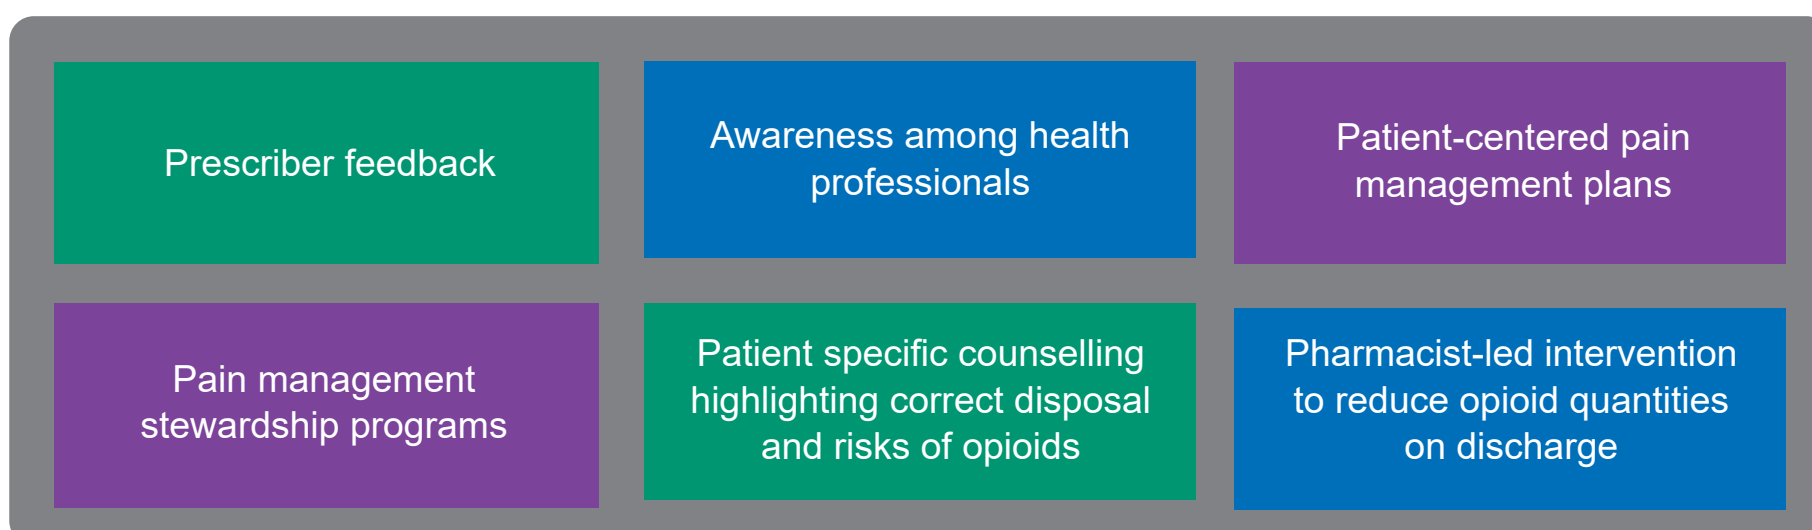 Prescriber feedback
Awareness among health
professionals
Patient-centered pain
management plans
Pain management
stewardship programs
Patient specific counselling
highlighting correct disposal
and risks of opioids
Pharmacist-led intervention
to reduce opioid quantities
on discharge